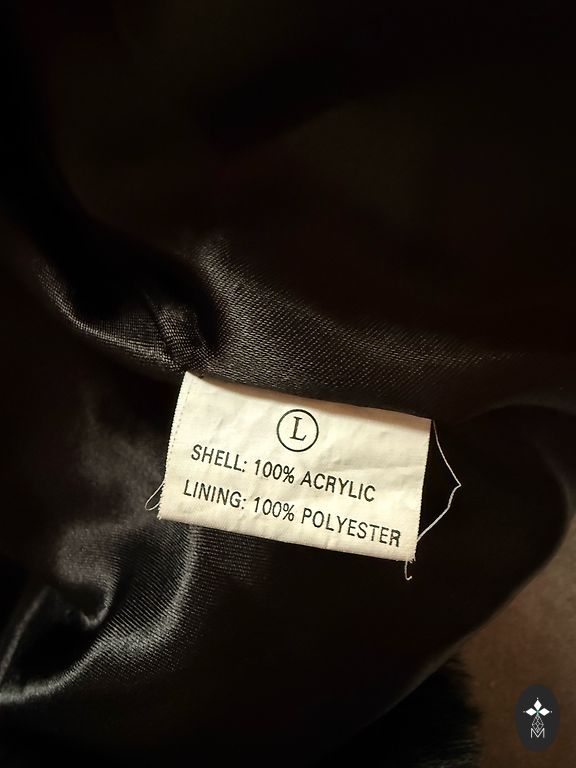 L
SHELL: 100% ACRYLIC
LINING: 100% POLYESTER
M